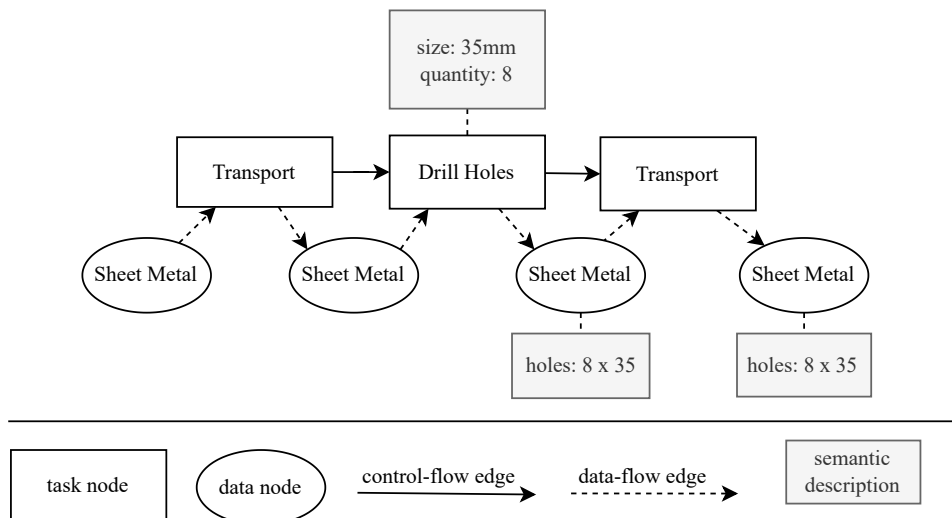 size: 35mm
quantity: 8
Transport
Drill Holes
Transport
Sheet Metal
Sheet Metal
Sheet Metal
Sheet Metal
holes: 8 x 35
holes: 8 x 35
task node
data node
control-flow edge
data-flow edge
semantic
description